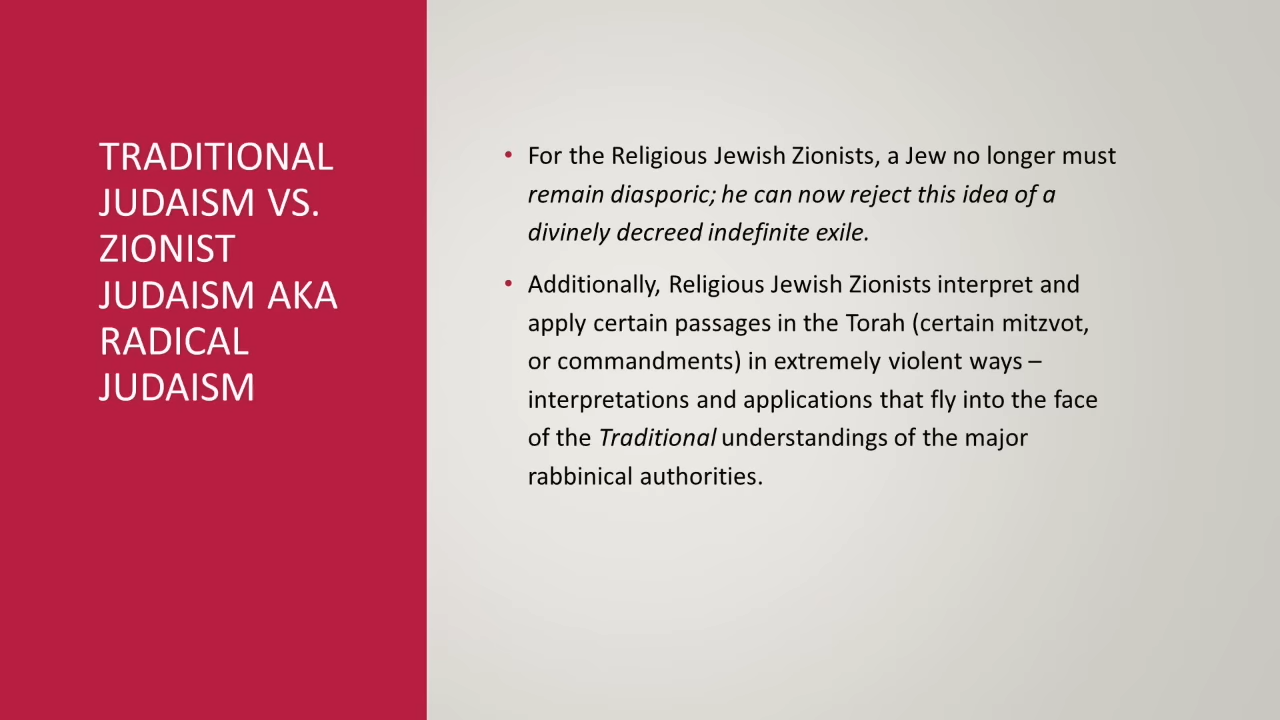 TRADITIONAL
JUDAISM VS.
ZIONIST
JUDAISM AKA
RADICAL
JUDAISM
• For the Religious Jewish Zionists, a Jew no longer must
remain diasporic; he can now reject this idea of a
divinely decreed indefinite exile.
• Additionally, Religious Jewish Zionists interpret and
apply certain passages in the Torah (certain mitzvot,
or commandments) in extremely violent ways –
interpretations and applications that fly into the face
of the Traditional understandings of the major
rabbinical authorities.